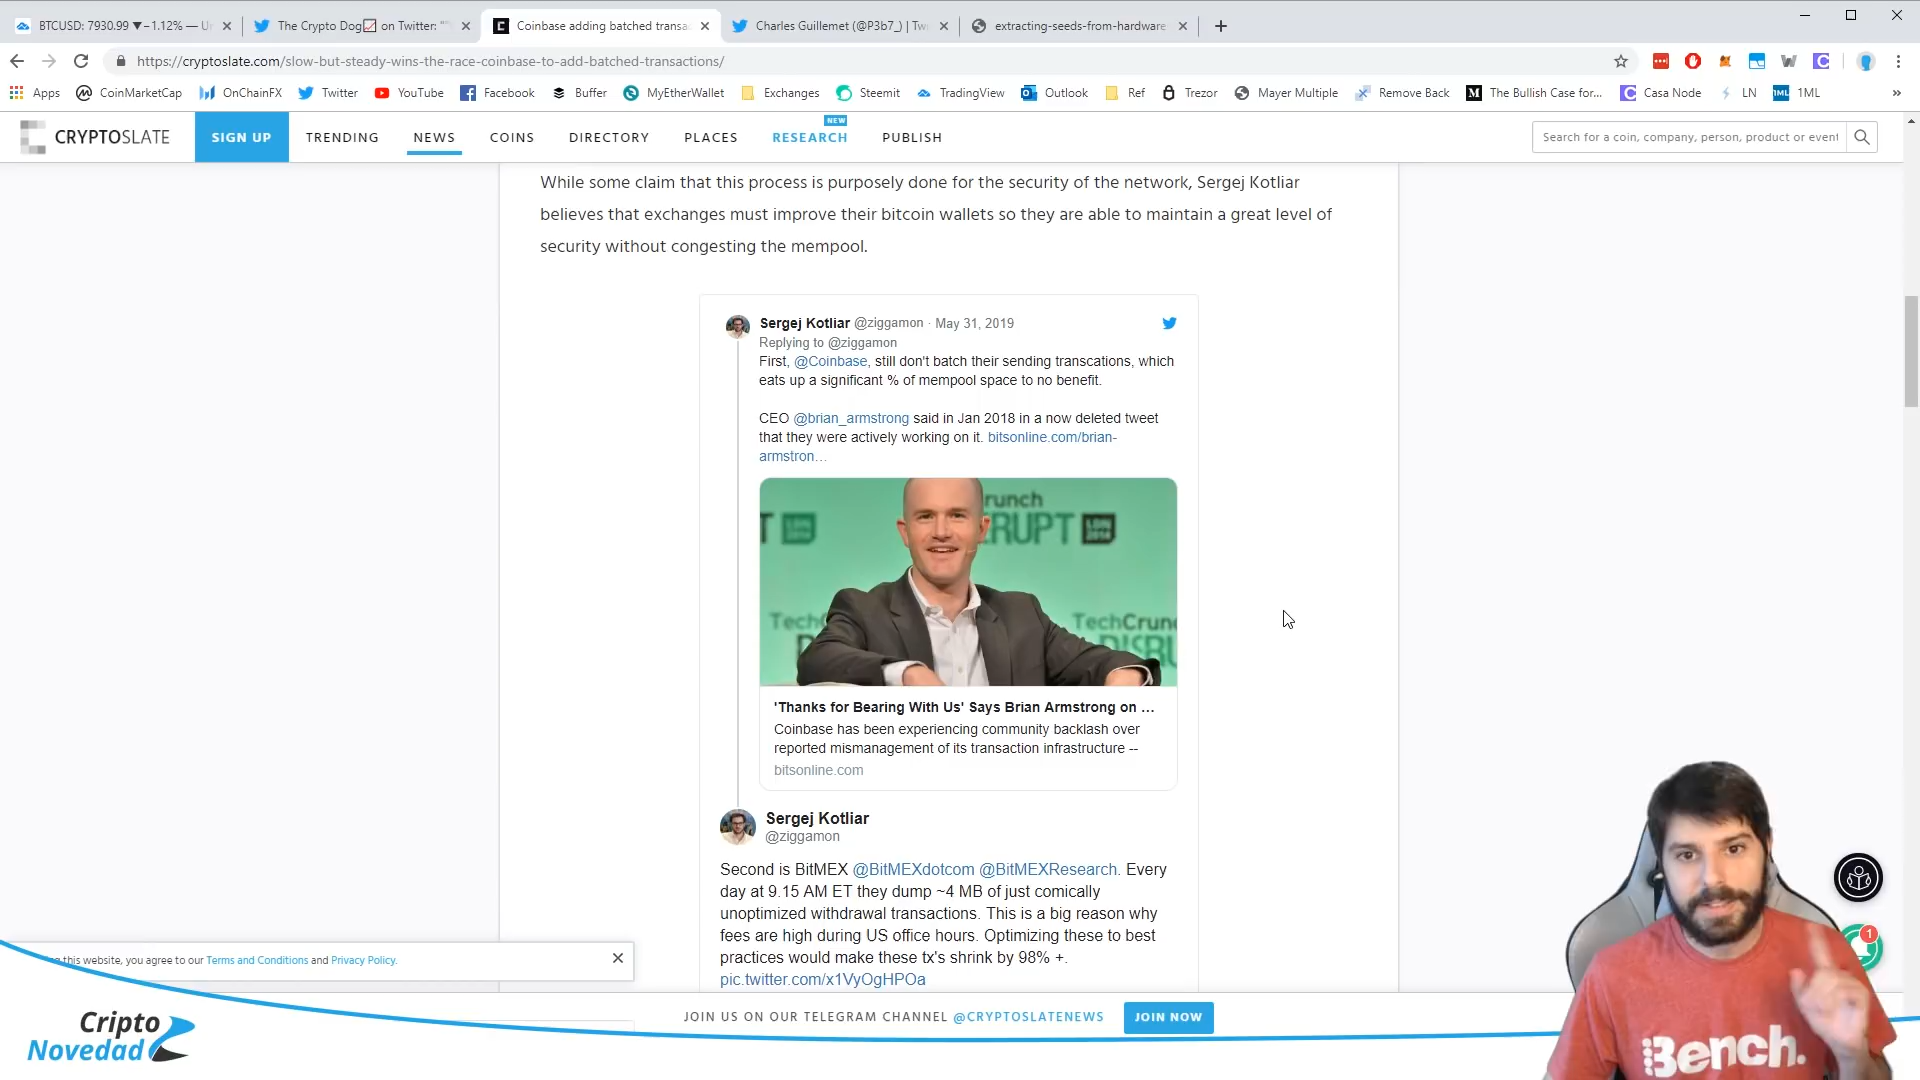 BTCUSD: 7930.99 ▼−1.12% — U
The Crypto Dog📈 on Twitter: "
Coinbase adding batched transa
Charles Guillemet (@P3b7_) | Tw
extracting-seeds-from-hardware
https://cryptoslate.com/slow-but-steady-wins-the-race-coinbase-to-add-batched-transactions/
Apps
CoinMarketCap
OnChainFX
Twitter
YouTube
Facebook
Buffer
MyEtherWallet
Exchanges
Steemit
TradingView
Outlook
Ref
Trezor
Mayer Multiple
Remove Back
The Bullish Case for...
Casa Node
LN
1ML
1ML
»
CRYPTOSLATE
SIGN UP
TRENDING
NEWS
COINS
DIRECTORY
PLACES
NEW
RESEARCH
PUBLISH
Search for a coin, company, person, product or event
While some claim that this process is purposely done for the security of the network, Sergej Kotliar
believes that exchanges must improve their bitcoin wallets so they are able to maintain a great level of
security without congesting the mempool.
Sergej Kotliar @ziggamon · May 31, 2019
Replying to @ziggamon
First, @Coinbase, still don't batch their sending transcations, which
eats up a significant % of mempool space to no benefit.
CEO @brian_armstrong said in Jan 2018 in a now deleted tweet
that they were actively working on it. bitsonline.com/brian-
armstron…
runch
RUPT
TechCrunc
DISRU
'Thanks for Bearing With Us' Says Brian Armstrong on ...
Coinbase has been experiencing community backlash over
reported mismanagement of its transaction infrastructure --
bitsonline.com
Sergej Kotliar
@ziggamon
Second is BitMEX @BitMEXdotcom @BitMEXResearch. Every
day at 9.15 AM ET they dump ~4 MB of just comically
unoptimized withdrawal transactions. This is a big reason why
fees are high during US office hours. Optimizing these to best
practices would make these tx's shrink by 98% +.
pic.twitter.com/x1VyOgHPOa
this website, you agree to our Terms and Conditions and Privacy Policy.
1
JOIN US ON OUR TELEGRAM CHANNEL @CRYPTOSLATENEWS
JOIN NOW
Cripto
Novedad
Bench.